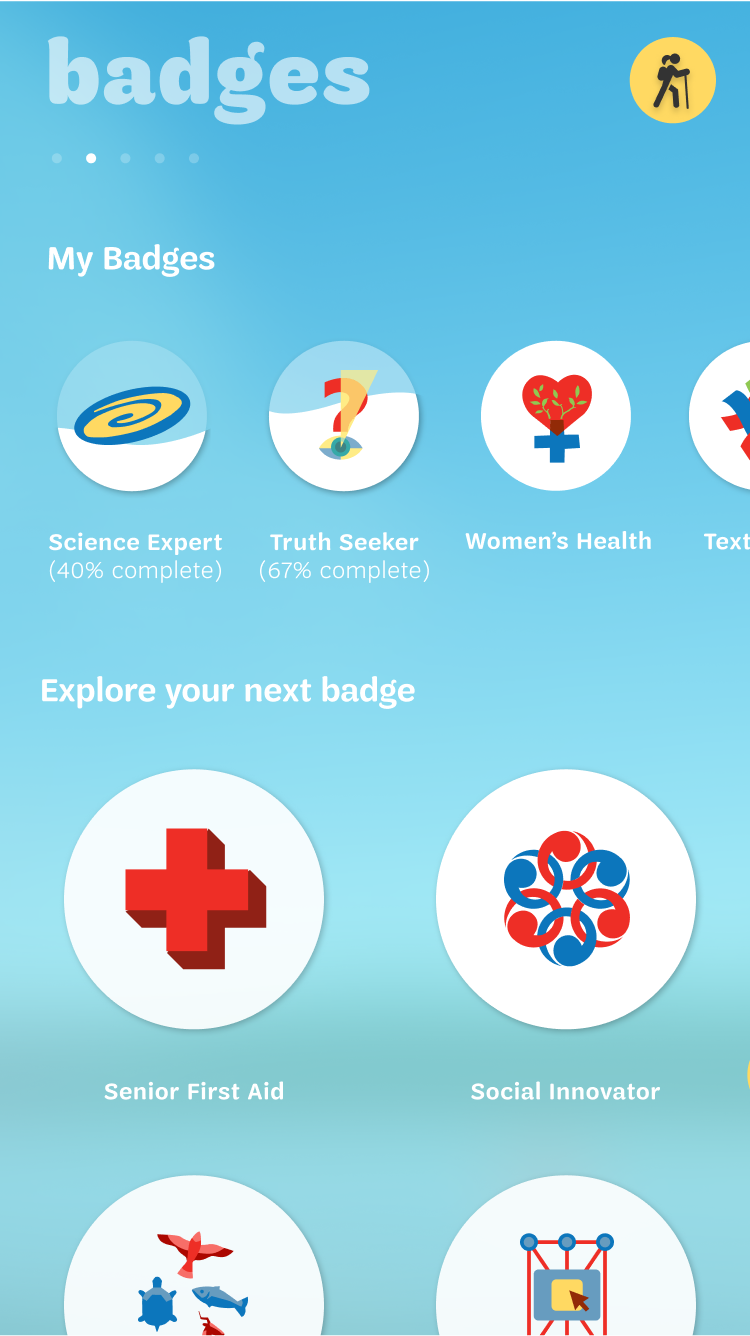 badges
My Badges
Science Expert
(40% complete)
Truth Seeker
(67% complete)
Women’s Health
Text
Explore your next badge
Senior First Aid
Social Innovator